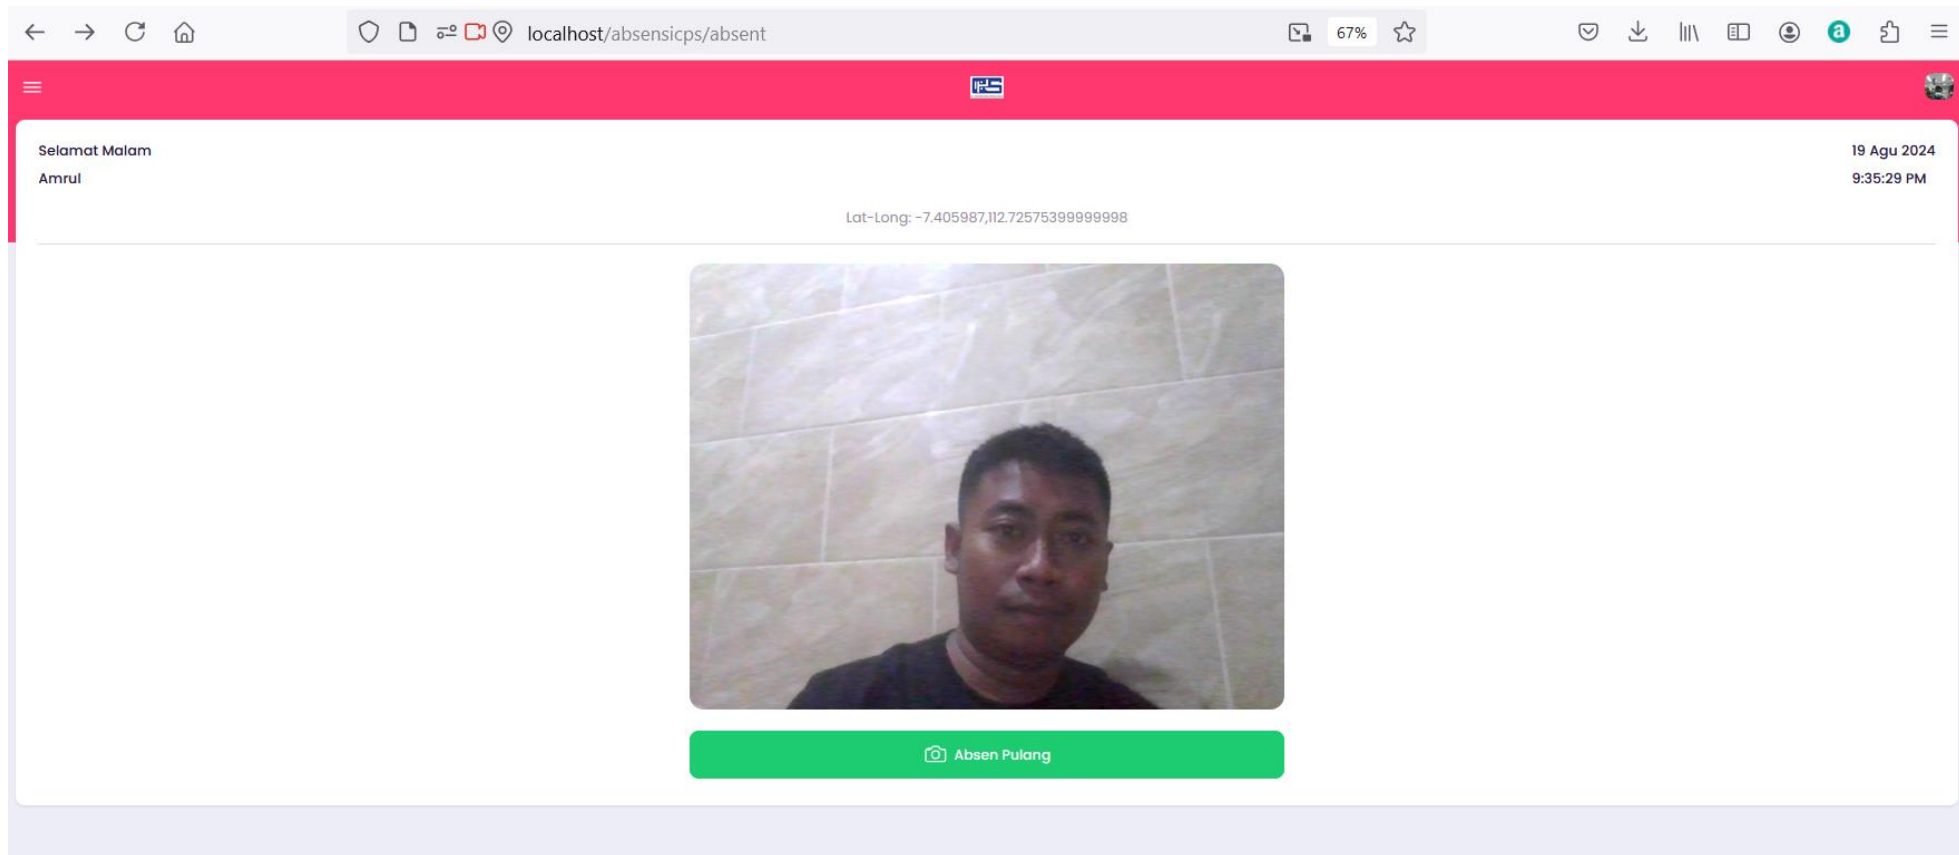 localhost/absensicps/absent
67%
Selamat Malam
Amrul
19 Agu 2024
9:35:29 PM
Lat-Long: -7.405987,112.72575399999998
Absen Pulang